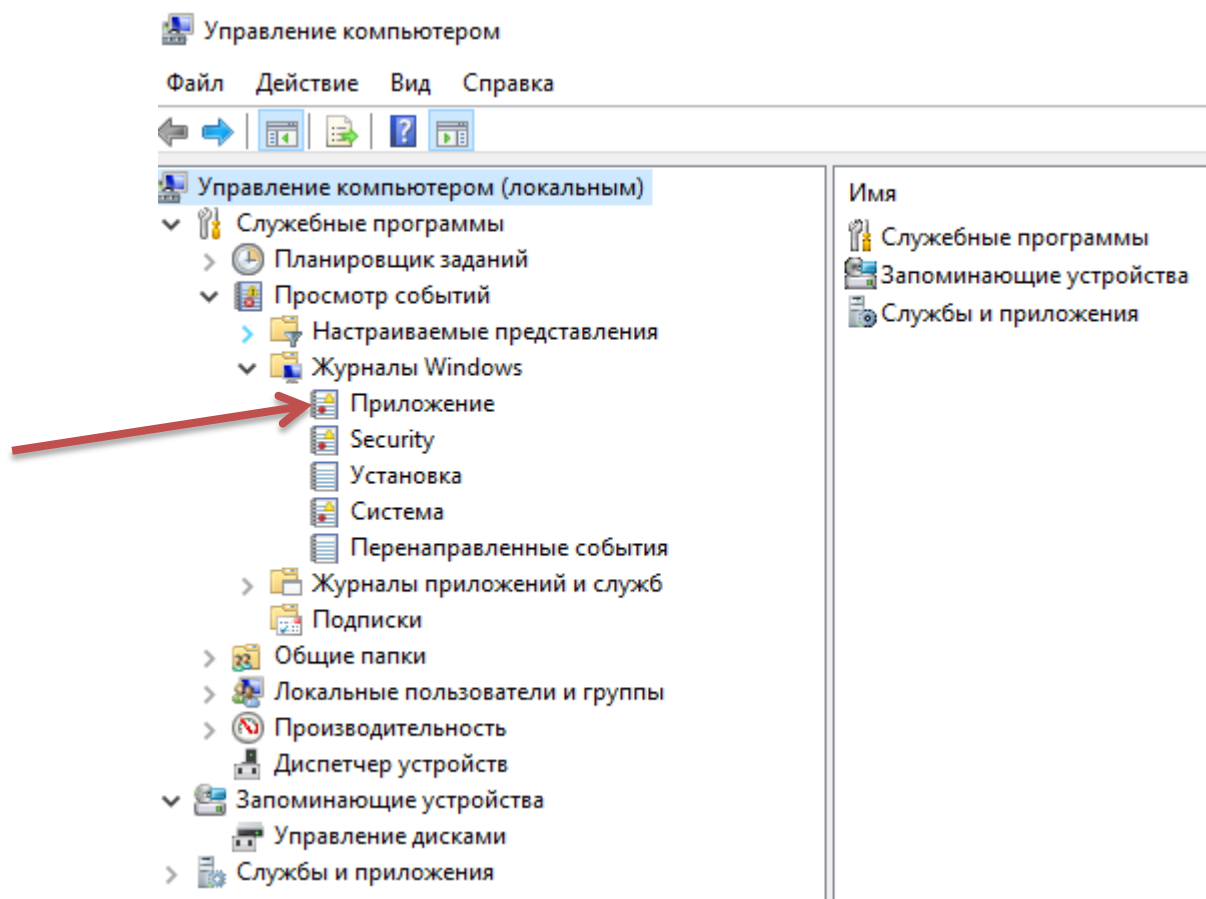 Управление компьютером
Файл Действие Вид Справка
Управление компьютером (локальным)
Служебные программы
Планировщик заданий
Просмотр событий
Настраиваемые представления
Журналы Windows
Приложение
Security
Установка
Система
Перенаправленные события
Журналы приложений и служб
Подписки
Общие папки
Локальные пользователи и группы
Производительность
Диспетчер устройств
Запоминающие устройства
Управление дисками
Службы и приложения
Имя
Служебные программы
Запоминающие устройства
Службы и приложения